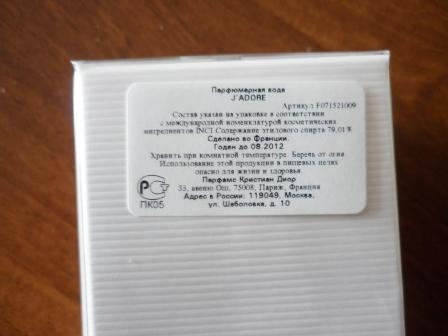 Парфюмерная вода
J'ADORE
Артикул F071521009
Состав указан на упаковке в соответствии
с международной номенклатурой косметических
ингредиентов INCI. Содержание этилового спирта 79,01%
Сделано во Франции.
Годен до 08.2012
Хранить при комнатной температуре. Беречь от огня
Использование этой продукции в пищевых целях
опасно для жизни и здоровья.
Парфамс Кристиан Диор
33, авеню Ош, 75008, Париж, Франция
Адрес в России: 119049, Москва,
ул. Шаболовка, д. 10
РСТ
ПК05